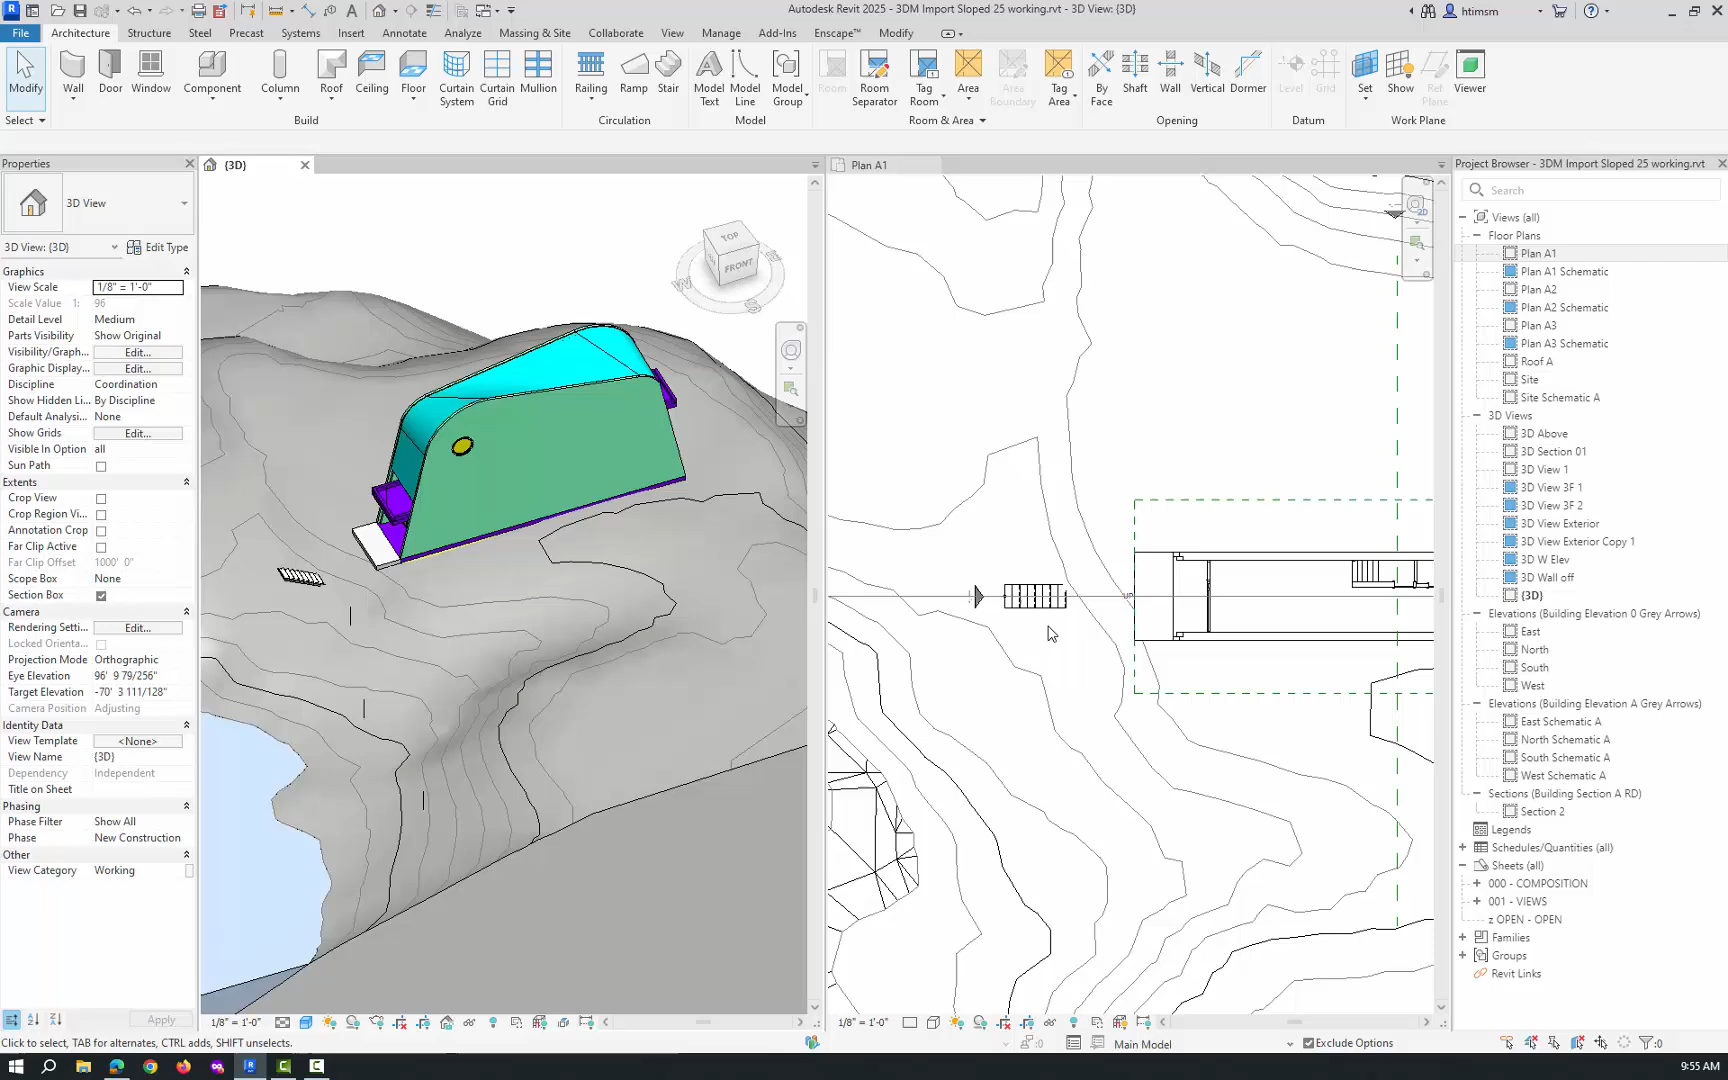 Autodesk Revit 2025 - 3DM Import Sloped 25 working.rvt - 3D View: {3D}
htimsm
File Architecture Structure Steel Precast Systems Insert Annotate Analyze Massing & Site Collaborate View Manage Add-Ins Enscape™ Modify
Modify Wall Door Window Component Column Roof Ceiling Floor Curtain System Curtain Grid Mullion Railing Ramp Stair Model Text Model Line Model Group Room Room Separator Tag Room Area Area Boundary Tag Area By Face Shaft Wall Vertical Dormer Level Grid Set Show Ref Plane Viewer
Select Build Circulation Model Room & Area Opening Datum Work Plane
Properties
3D View
3D View: {3D} Edit Type
Graphics
View Scale 1/8" = 1'-0"
Scale Value 1: 96
Detail Level Medium
Parts Visibility Show Original
Visibility/Graph... Edit...
Graphic Display... Edit...
Discipline Coordination
Show Hidden Li... By Discipline
Default Analysi... None
Show Grids Edit...
Visible In Option all
Sun Path
Extents
Crop View
Crop Region Vi...
Annotation Crop
Far Clip Active
Far Clip Offset 1000' 0"
Scope Box None
Section Box
Camera
Rendering Setti... Edit...
Locked Orienta...
Projection Mode Orthographic
Eye Elevation 96' 9 79/256"
Target Elevation -70' 3 111/128"
Camera Position Adjusting
Identity Data
View Template <None>
View Name {3D}
Dependency Independent
Title on Sheet
Phasing
Phase Filter Show All
Phase New Construction
Other
View Category Working
Apply
{3D}
TOP
FRONT
W
S
E
1/8" = 1'-0"
Plan A1
2D
UP
1/8" = 1'-0"
Project Browser - 3DM Import Sloped 25 working.rvt
Search
Views (all)
Floor Plans
Plan A1
Plan A1 Schematic
Plan A2
Plan A2 Schematic
Plan A3
Plan A3 Schematic
Roof A
Site
Site Schematic A
3D Views
3D Above
3D Section 01
3D View 1
3D View 3F 1
3D View 3F 2
3D View Exterior
3D View Exterior Copy 1
3D W Elev
3D Wall off
{3D}
Elevations (Building Elevation 0 Grey Arrows)
East
North
South
West
Elevations (Building Elevation A Grey Arrows)
East Schematic A
North Schematic A
South Schematic A
West Schematic A
Sections (Building Section A RD)
Section 2
Legends
Schedules/Quantities (all)
Sheets (all)
000 - COMPOSITION
001 - VIEWS
z OPEN - OPEN
Families
Groups
Revit Links
Click to select, TAB for alternates, CTRL adds, SHIFT unselects.
:0 Main Model Exclude Options :0
9:55 AM